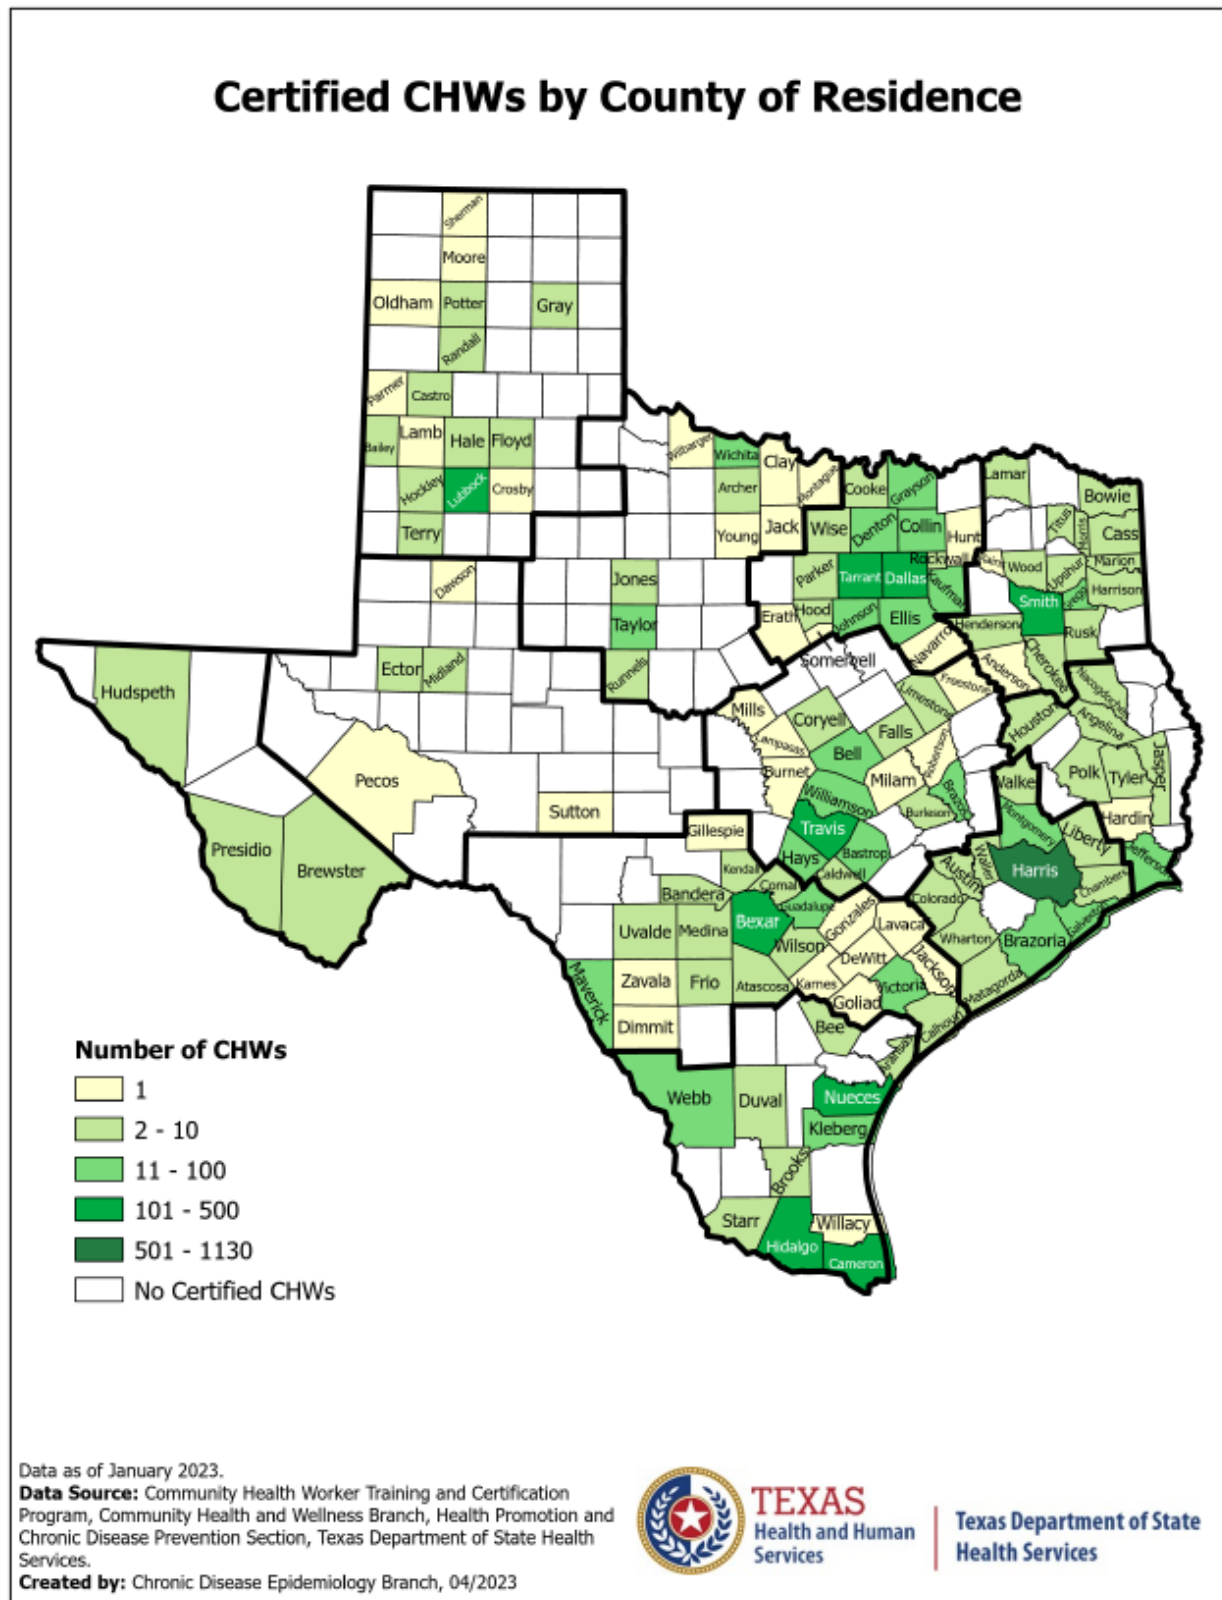 Certified CHWs by County of Residence
Sherman
Moore
Oldham
Potter
Gray
Randall
Parmer
Castro
Bailey
Lamb
Hale
Floyd
Hockley
Lubbock
Crosby
Terry
Wilbarger
Wichita
Clay
Montague
Archer
Young
Jack
Cooke
Grayson
Wise
Denton
Collin
Hunt
Rockwall
Parker
Tarrant
Dallas
Kaufman
Erath
Hood
Johnson
Ellis
Navarro
Somervell
Lamar
Bowie
Titus
Morris
Cass
Rains
Wood
Upshur
Marion
Harrison
Smith
Gregg
Henderson
Rusk
Anderson
Cherokee
Dawson
Jones
Taylor
Runnels
Ector
Midland
Hudspeth
Pecos
Sutton
Presidio
Brewster
Mills
Coryell
Limestone
Freestone
Lampasas
Falls
Bell
Burnet
Milam
Robertson
Williamson
Burleson
Brazos
Travis
Hays
Bastrop
Caldwell
Nacogdoches
Houston
Angelina
Polk
Tyler
Jasper
Hardin
Jefferson
Walker
Montgomery
Liberty
Harris
Chambers
Waller
Austin
Colorado
Galveston
Wharton
Brazoria
Matagorda
Gillespie
Kendall
Comal
Bandera
Guadalupe
Bexar
Gonzales
Lavaca
Uvalde
Medina
Wilson
DeWitt
Jackson
Maverick
Zavala
Frio
Atascosa
Karnes
Victoria
Goliad
Calhoun
Dimmit
Bee
Aransas
Webb
Duval
Nueces
Kleberg
Brooks
Starr
Hidalgo
Willacy
Cameron
Number of CHWs
1
2 - 10
11 - 100
101 - 500
501 - 1130
No Certified CHWs
Data as of January 2023.
Data Source: Community Health Worker Training and Certification
Program, Community Health and Wellness Branch, Health Promotion and
Chronic Disease Prevention Section, Texas Department of State Health
Services.
Created by: Chronic Disease Epidemiology Branch, 04/2023
TEXAS
Health and Human
Services
Texas Department of State
Health Services